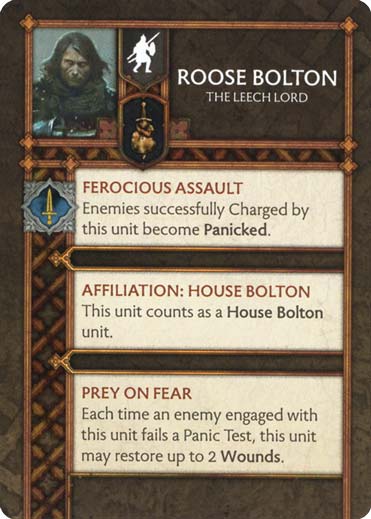 ROOSE BOLTON
THE LEECH LORD
FEROCIOUS ASSAULT
Enemies successfully Charged by
this unit become Panicked.
AFFILIATION: HOUSE BOLTON
This unit counts as a House Bolton
unit.
PREY ON FEAR
Each time an enemy engaged with
this unit fails a Panic Test, this unit
may restore up to 2 Wounds.